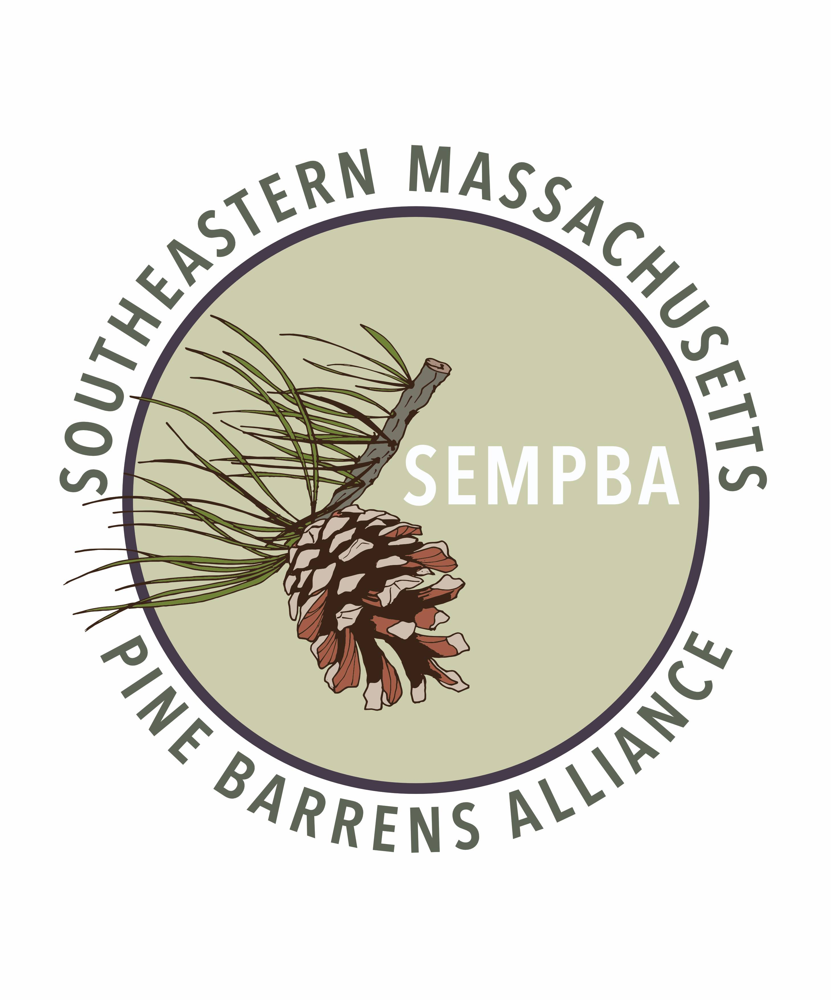 SOUTHEASTERN MASSACHUSETTS
SEMPBA
PINE BARRENS ALLIANCE